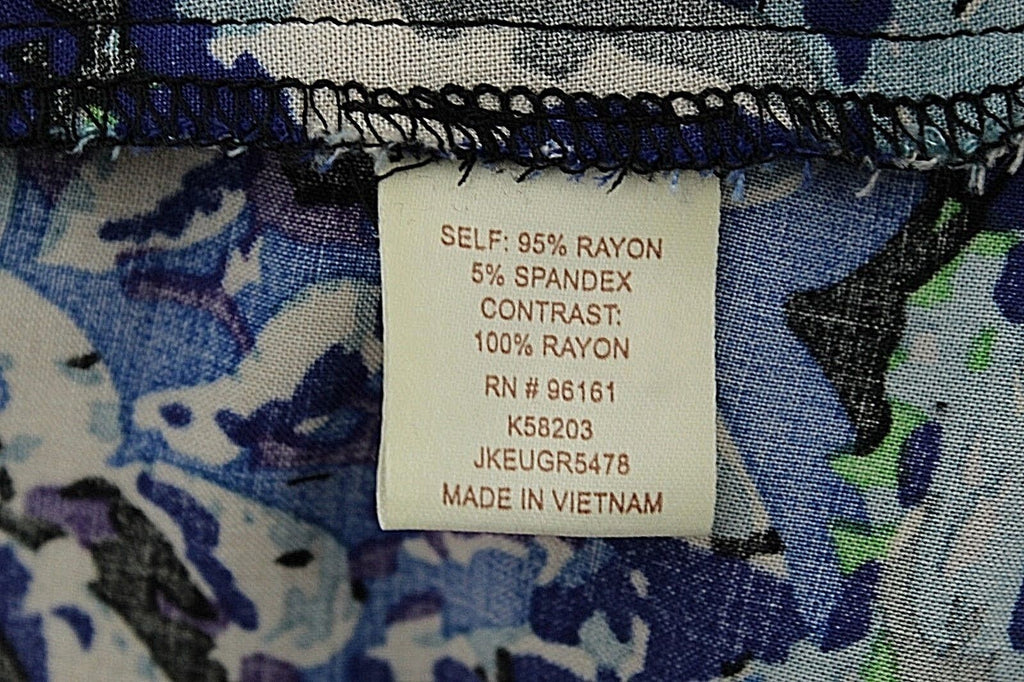 SELF: 95% RAYON
5% SPANDEX
CONTRAST:
100% RAYON
RN # 96161
K58203
JKEUGR5478
MADE IN VIETNAM